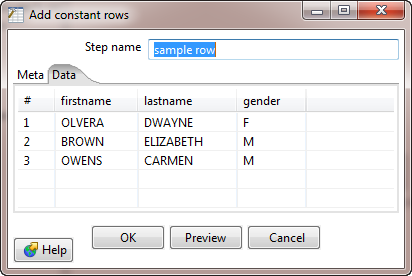 Add constant rows
Step name sample row
Meta Data
# firstname lastname gender
1 OLVERA DWAYNE F
2 BROWN ELIZABETH M
3 OWENS CARMEN M
OK Preview Cancel
Help